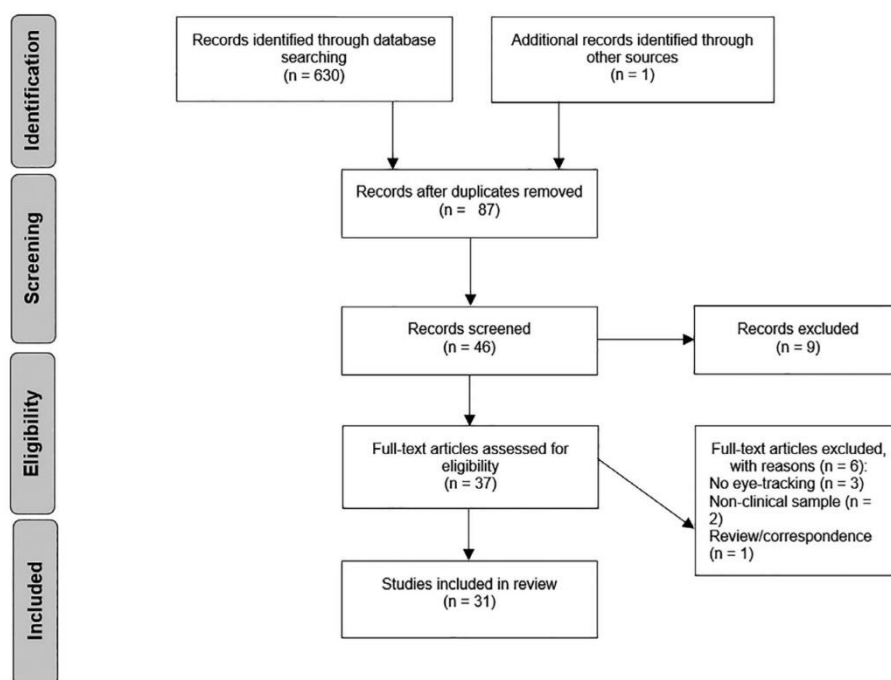 Identification
Records identified through database
searching
(n = 630)
Additional records identified through
other sources
(n = 1)
Screening
Records after duplicates removed
(n = 87)
Records screened
(n = 46)
Records excluded
(n = 9)
Eligibility
Full-text articles assessed for
eligibility
(n = 37)
Full-text articles excluded,
with reasons (n = 6):
No eye-tracking (n = 3)
Non-clinical sample (n =
2)
Review/correspondence
(n = 1)
Included
Studies included in review
(n = 31)